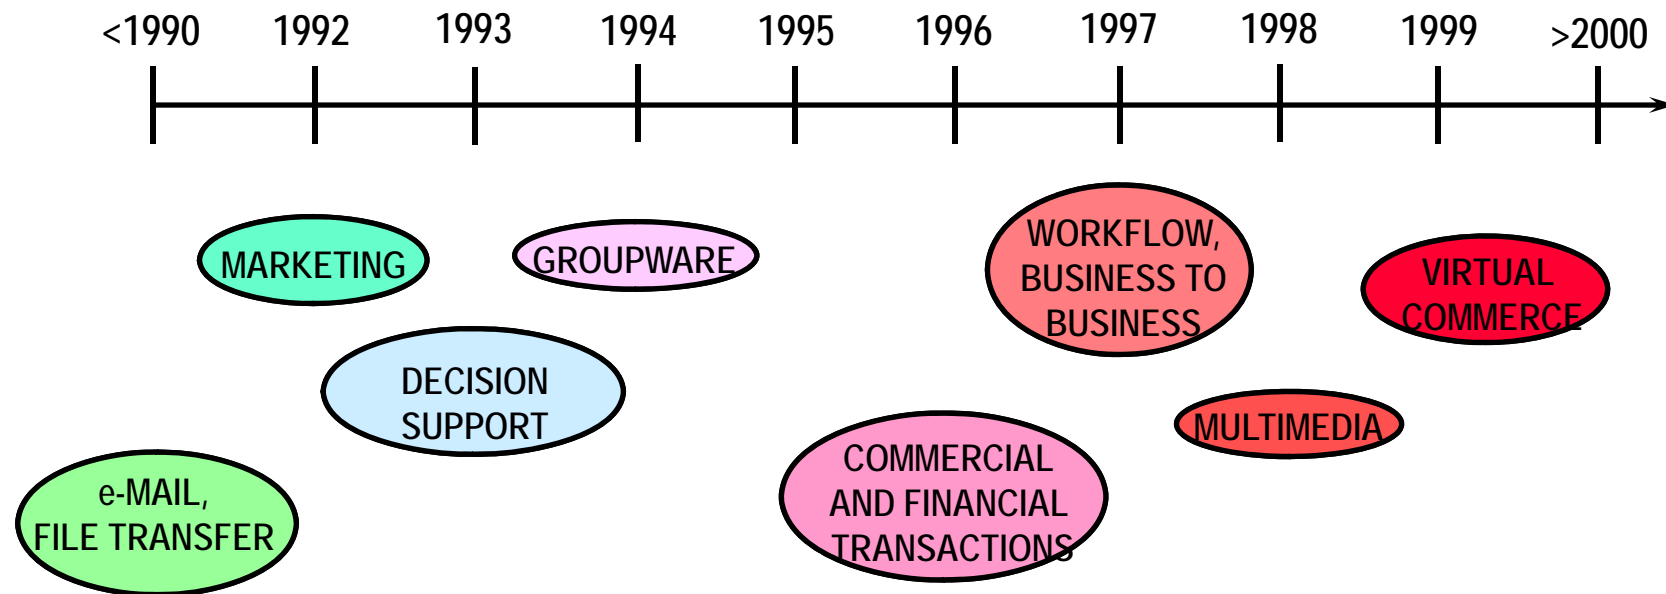 <1990 1992 1993 1994 1995 1996 1997 1998 1999 >2000
MARKETING
GROUPWARE
WORKFLOW,
BUSINESS TO
BUSINESS
VIRTUAL
COMMERCE
DECISION
SUPPORT
MULTIMEDIA
e-MAIL,
FILE TRANSFER
COMMERCIAL
AND FINANCIAL
TRANSACTIONS